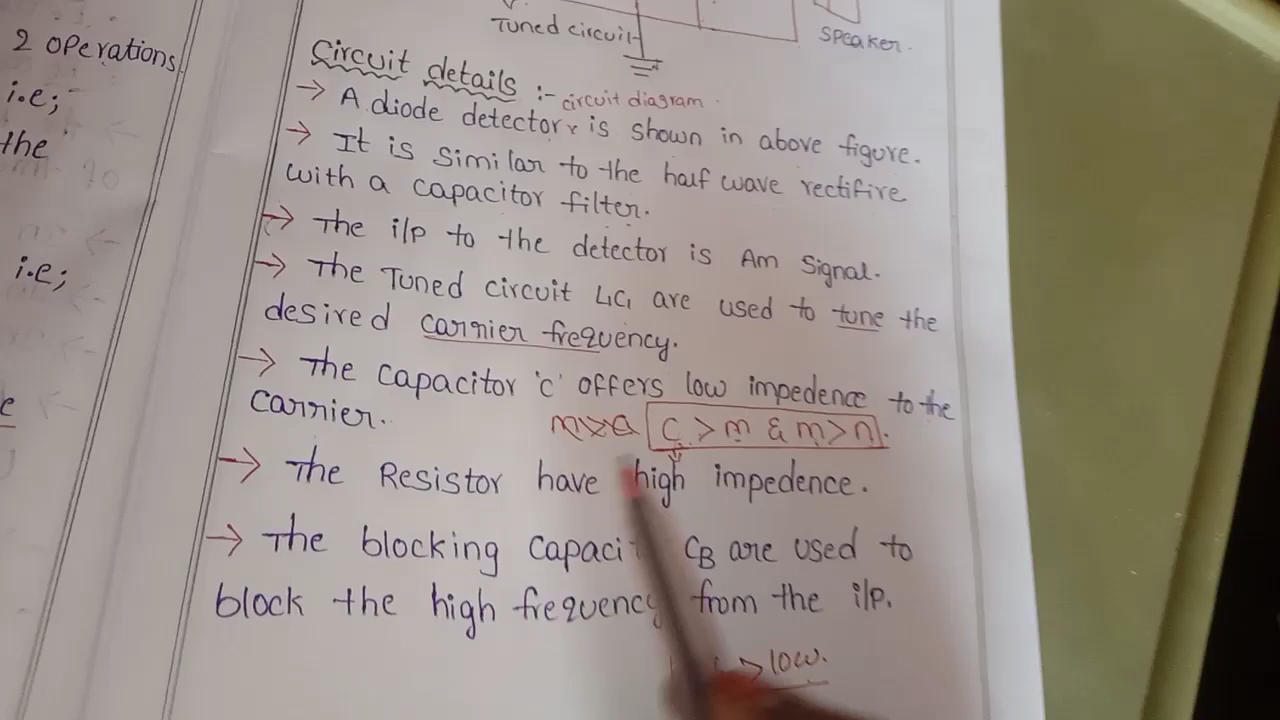 Tuned circuit
Speaker.
2 operations
i.e;
the
i.e;
e
Circuit details :- circuit diagram.
→ A diode detector is shown in above figure.
→ It is similar to the half wave rectifire
with a capacitor filter.
→ The i/p to the detector is Am Signal.
→ The Tuned circuit L₁C₁ are used to tune the
desired carrier frequency.
→ The capacitor 'c' offers low impedence to the
carrier.
C > m & m > n.
→ The Resistor have high impedence.
→ The blocking capaci CB are used to
block the high frequency from the i/p.
> low.